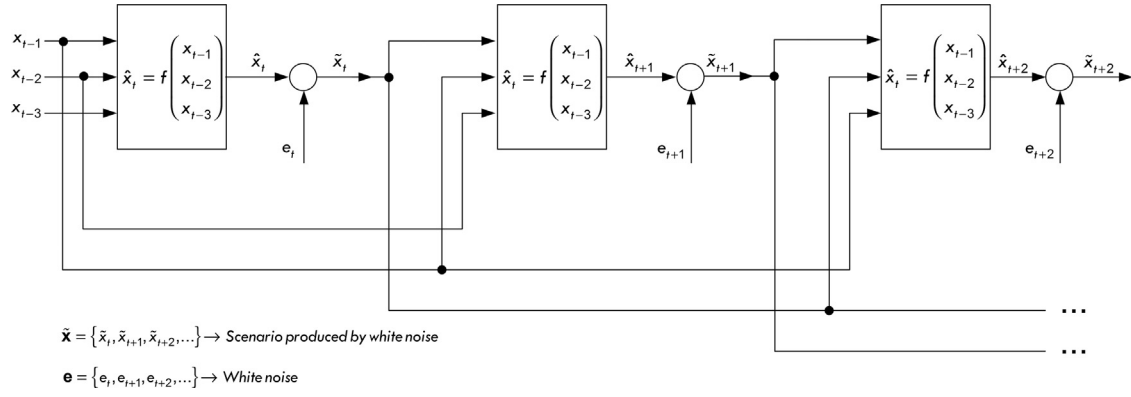 x_{t−1}
x_{t−2}
x_{t−3}
x̂_t = f(x_{t−1} x_{t−2} x_{t−3})
x̂_t
x̃_t
e_t
x̂_t = f(x_{t−1} x_{t−2} x_{t−3})
x̂_{t+1}
x̃_{t+1}
e_{t+1}
x̂_t = f(x_{t−1} x_{t−2} x_{t−3})
x̂_{t+2}
x̃_{t+2}
e_{t+2}
...
...
x̃ = {x̃_t, x̃_{t+1}, x̃_{t+2}, ...} → Scenario produced by white noise
e = {e_t, e_{t+1}, e_{t+2}, ...} → White noise